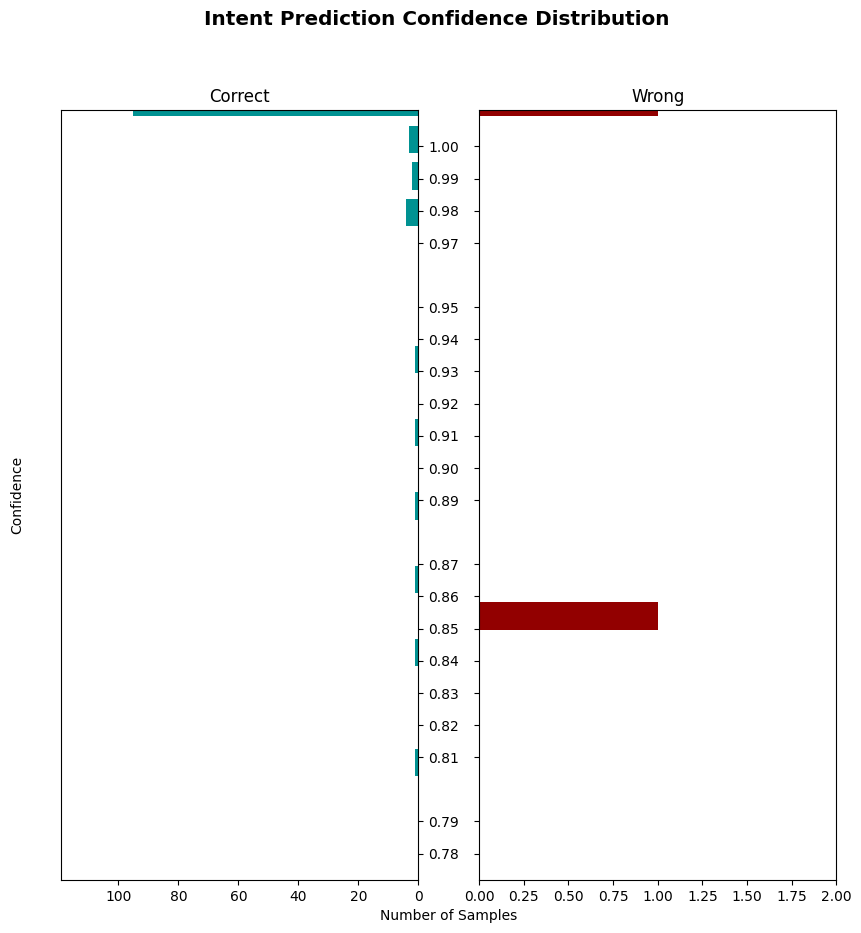 Intent Prediction Confidence Distribution
Correct
Wrong
1.00
0.99
0.98
0.97
0.95
0.94
0.93
0.92
0.91
0.90
0.89
0.87
0.86
0.85
0.84
0.83
0.82
0.81
0.79
0.78
Confidence
100 80 60 40 20 0
0.00 0.25 0.50 0.75 1.00 1.25 1.50 1.75 2.00
Number of Samples